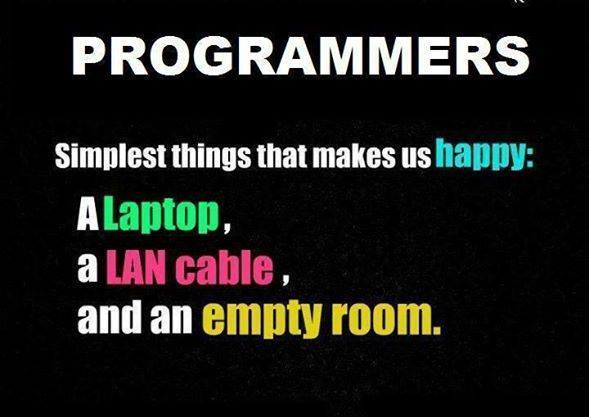 PROGRAMMERS
Simplest things that makes us happy:
A Laptop,
a LAN cable ,
and an empty room.